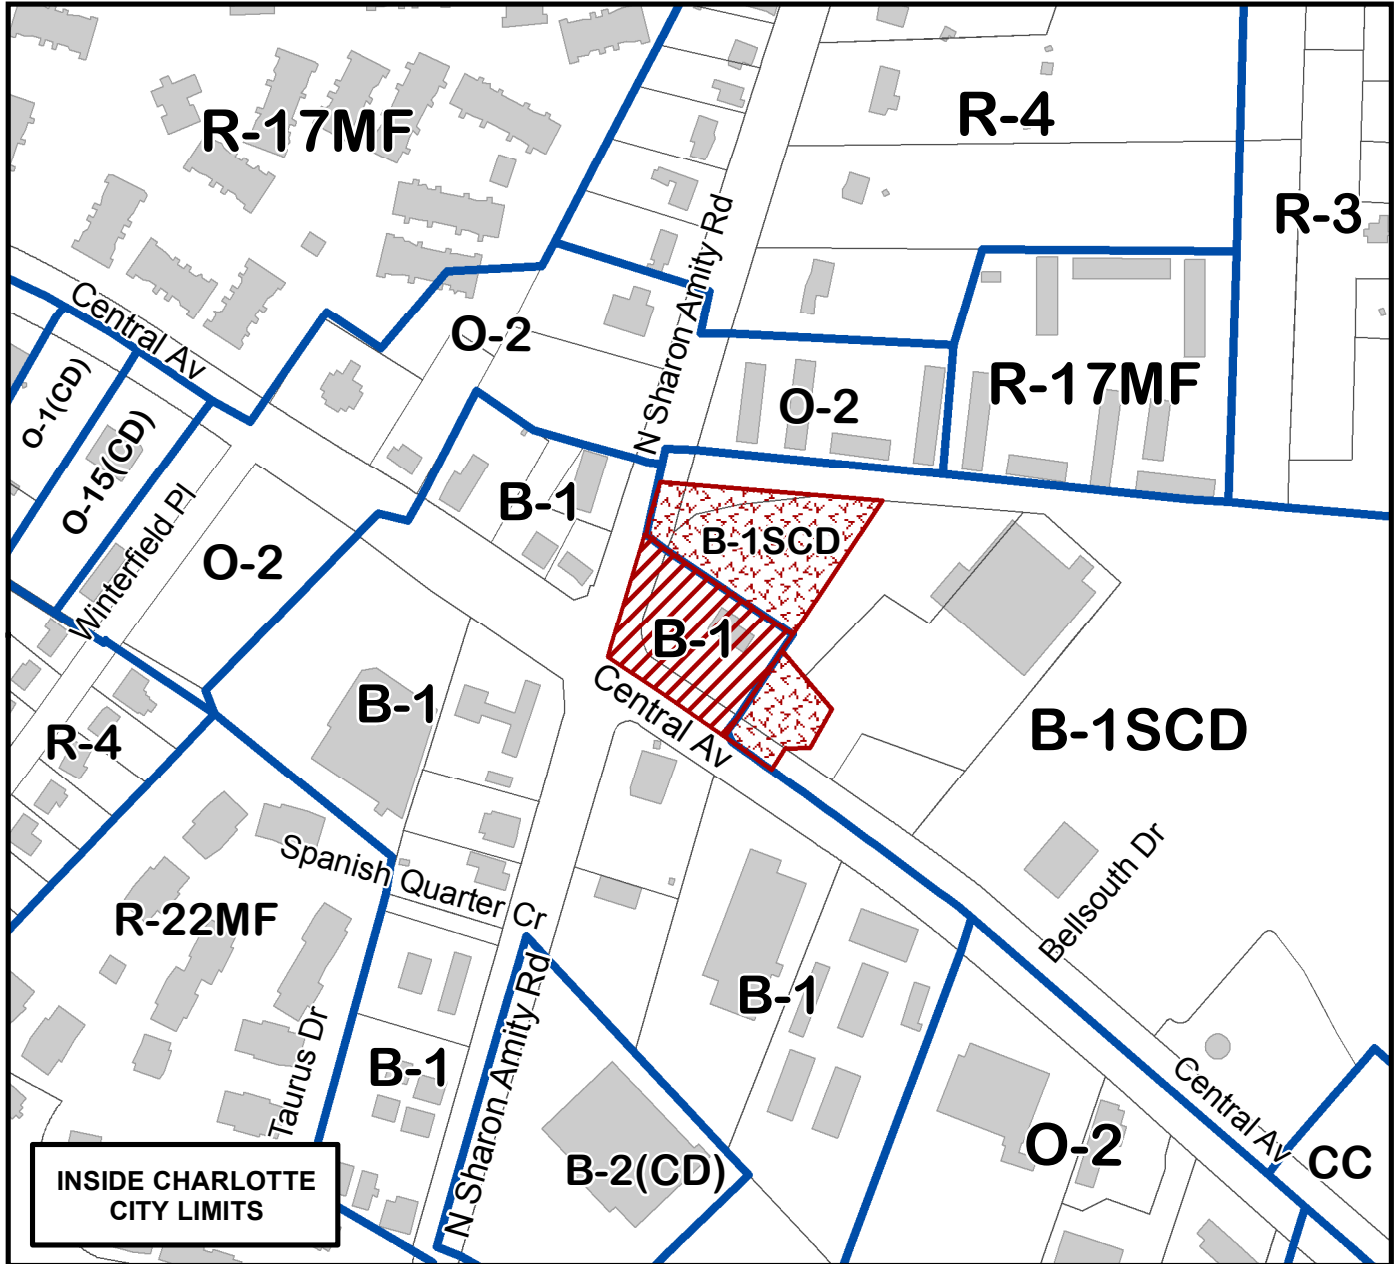 R-4
R-17MF
R-3
N Sharon Amity Rd
Central Av
O-2
O-1(CD)
R-17MF
O-2
O-15(CD)
B-1
B-1SCD
Winterfield Pl
O-2
B-1
Central Av
B-1
R-4
B-1SCD
Spanish Quarter Cr
Bellsouth Dr
R-22MF
B-1
N Sharon Amity Rd
Taurus Dr
B-1
Central Av
O-2
CC
B-2(CD)
INSIDE CHARLOTTE
CITY LIMITS